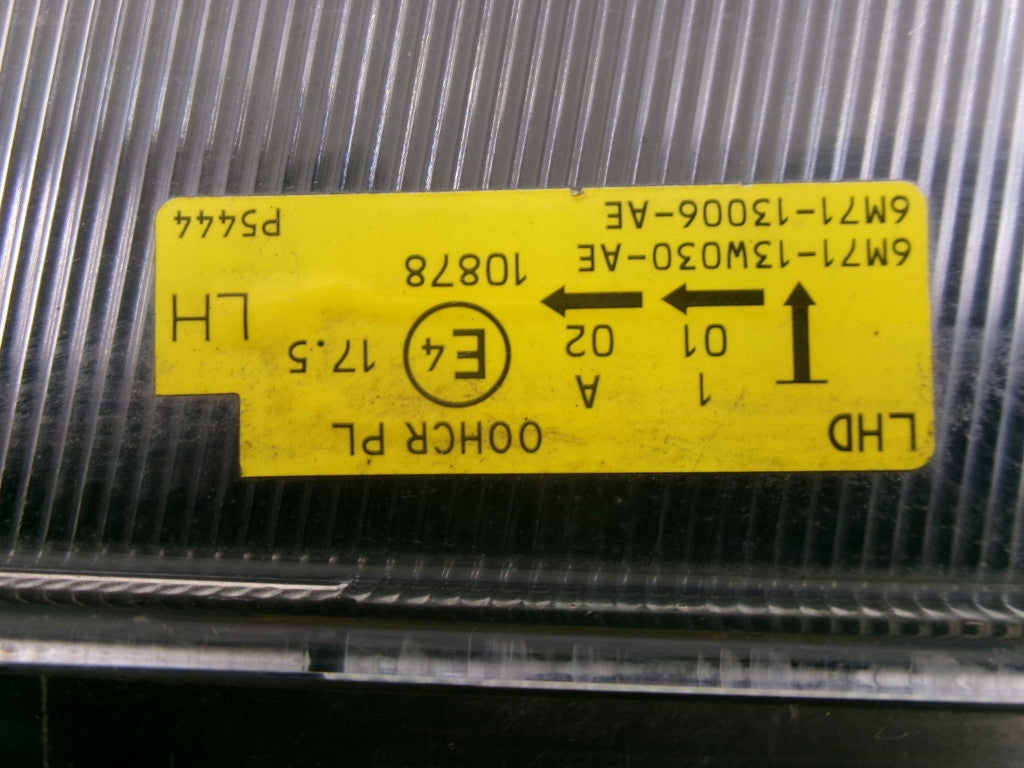 LHD
00HCR PL
1 A
01 02 E4 17.5 LH
10878
6M71-13W030-AE
6M71-13006-AE P5444